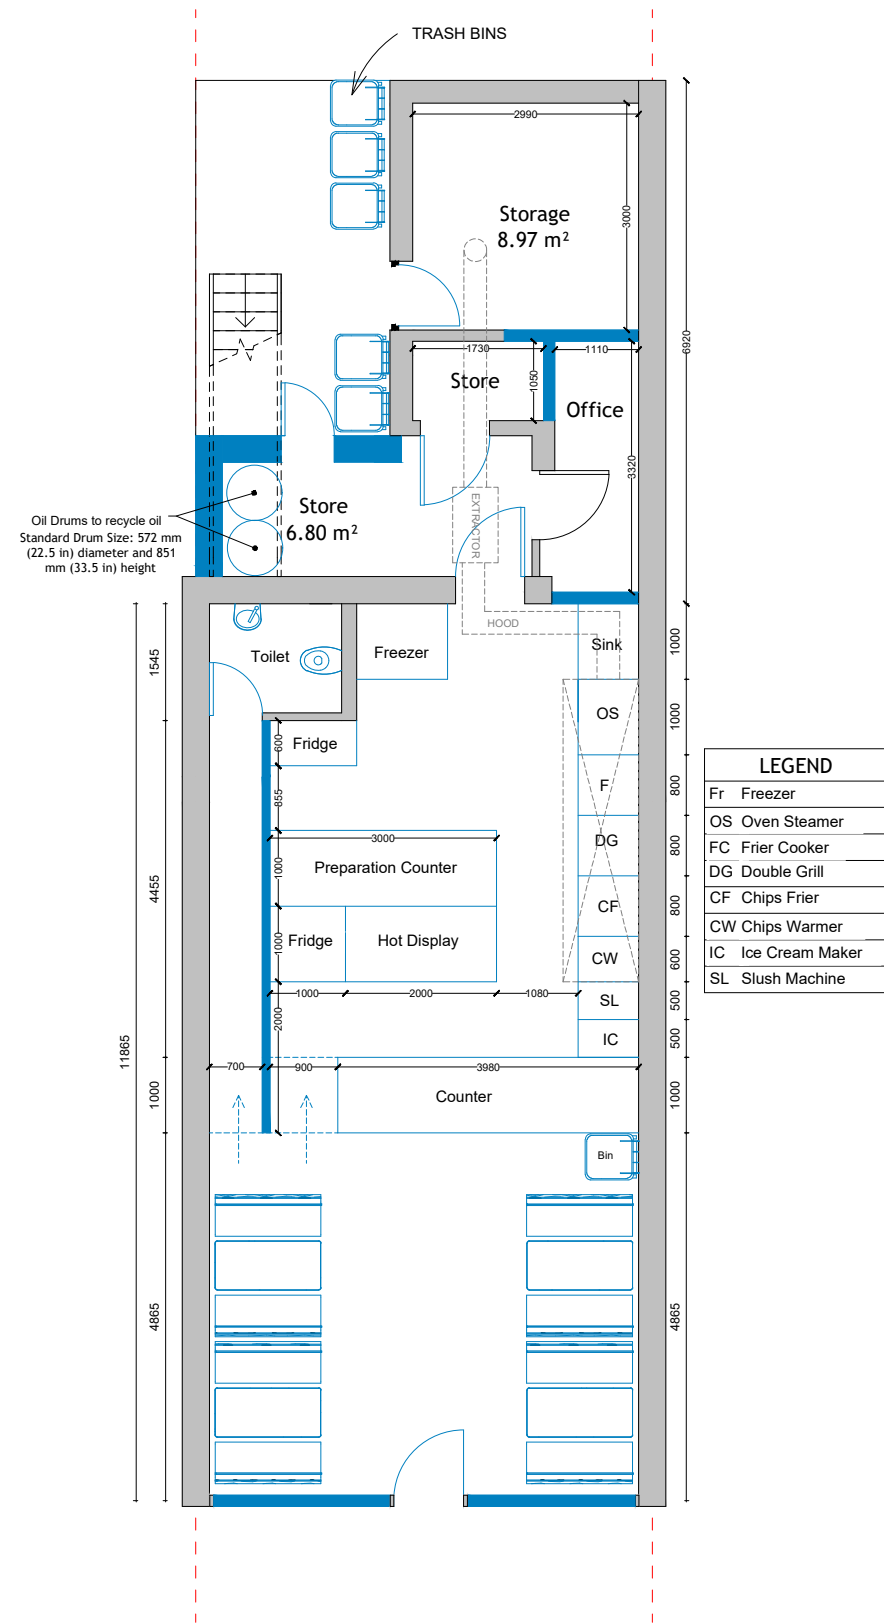 TRASH BINS
2990
3000
Storage
8.97 m²
6920
1730
1110
Store
1050
Office
3320
EXTRACTOR
Store
6.80 m²
Oil Drums to recycle oil
Standard Drum Size: 572 mm
(22.5 in) diameter and 851
mm (33.5 in) height
HOOD
Sink
1000
Toilet
Freezer
1545
OS
1000
Fridge
600
F
800
855
3000
DG
800
Preparation Counter
1000
4455
CF
800
Fridge
Hot Display
1000
CW
600
1000
2000
1080
SL
500
2000
IC
500
11865
700
900
3980
1000
Counter
1000
Bin
4865
4865
LEGEND
Fr Freezer
OS Oven Steamer
FC Frier Cooker
DG Double Grill
CF Chips Frier
CW Chips Warmer
IC Ice Cream Maker
SL Slush Machine